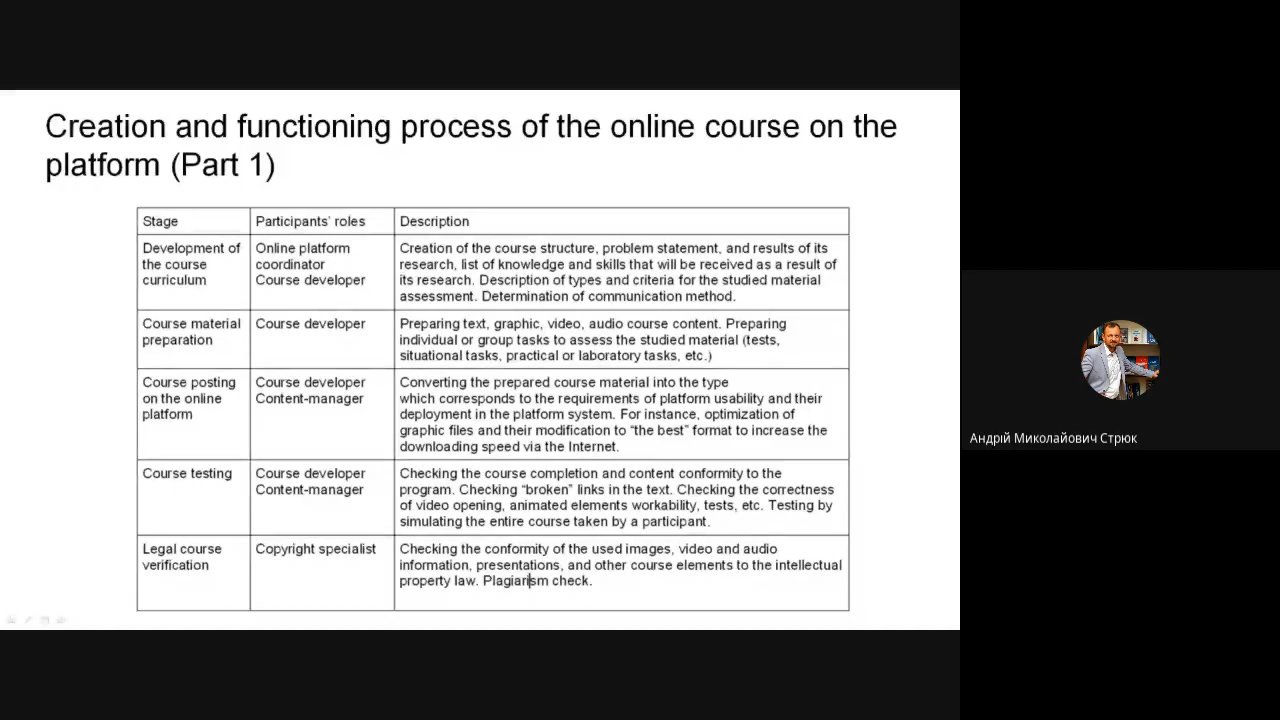 Creation and functioning process of the online course on the
platform (Part 1)
Stage
Participants' roles
Description
Development of
the course
curriculum
Online platform
coordinator
Course developer
Creation of the course structure, problem statement, and results of its
research, list of knowledge and skills that will be received as a result of
its research. Description of types and criteria for the studied material
assessment. Determination of communication method.
Course material
preparation
Course developer
Preparing text, graphic, video, audio course content. Preparing
individual or group tasks to assess the studied material (tests,
situational tasks, practical or laboratory tasks, etc.)
Course posting
on the online
platform
Course developer
Content-manager
Converting the prepared course material into the type
which corresponds to the requirements of platform usability and their
deployment in the platform system. For instance, optimization of
graphic files and their modification to “the best” format to increase the
downloading speed via the Internet.
Course testing
Course developer
Content-manager
Checking the course completion and content conformity to the
program. Checking “broken” links in the text. Checking the correctness
of video opening, animated elements workability, tests, etc. Testing by
simulating the entire course taken by a participant.
Legal course
verification
Copyright specialist
Checking the conformity of the used images, video and audio
information, presentations, and other course elements to the intellectual
property law. Plagiarism check.
Андрій Миколайович Стрюк